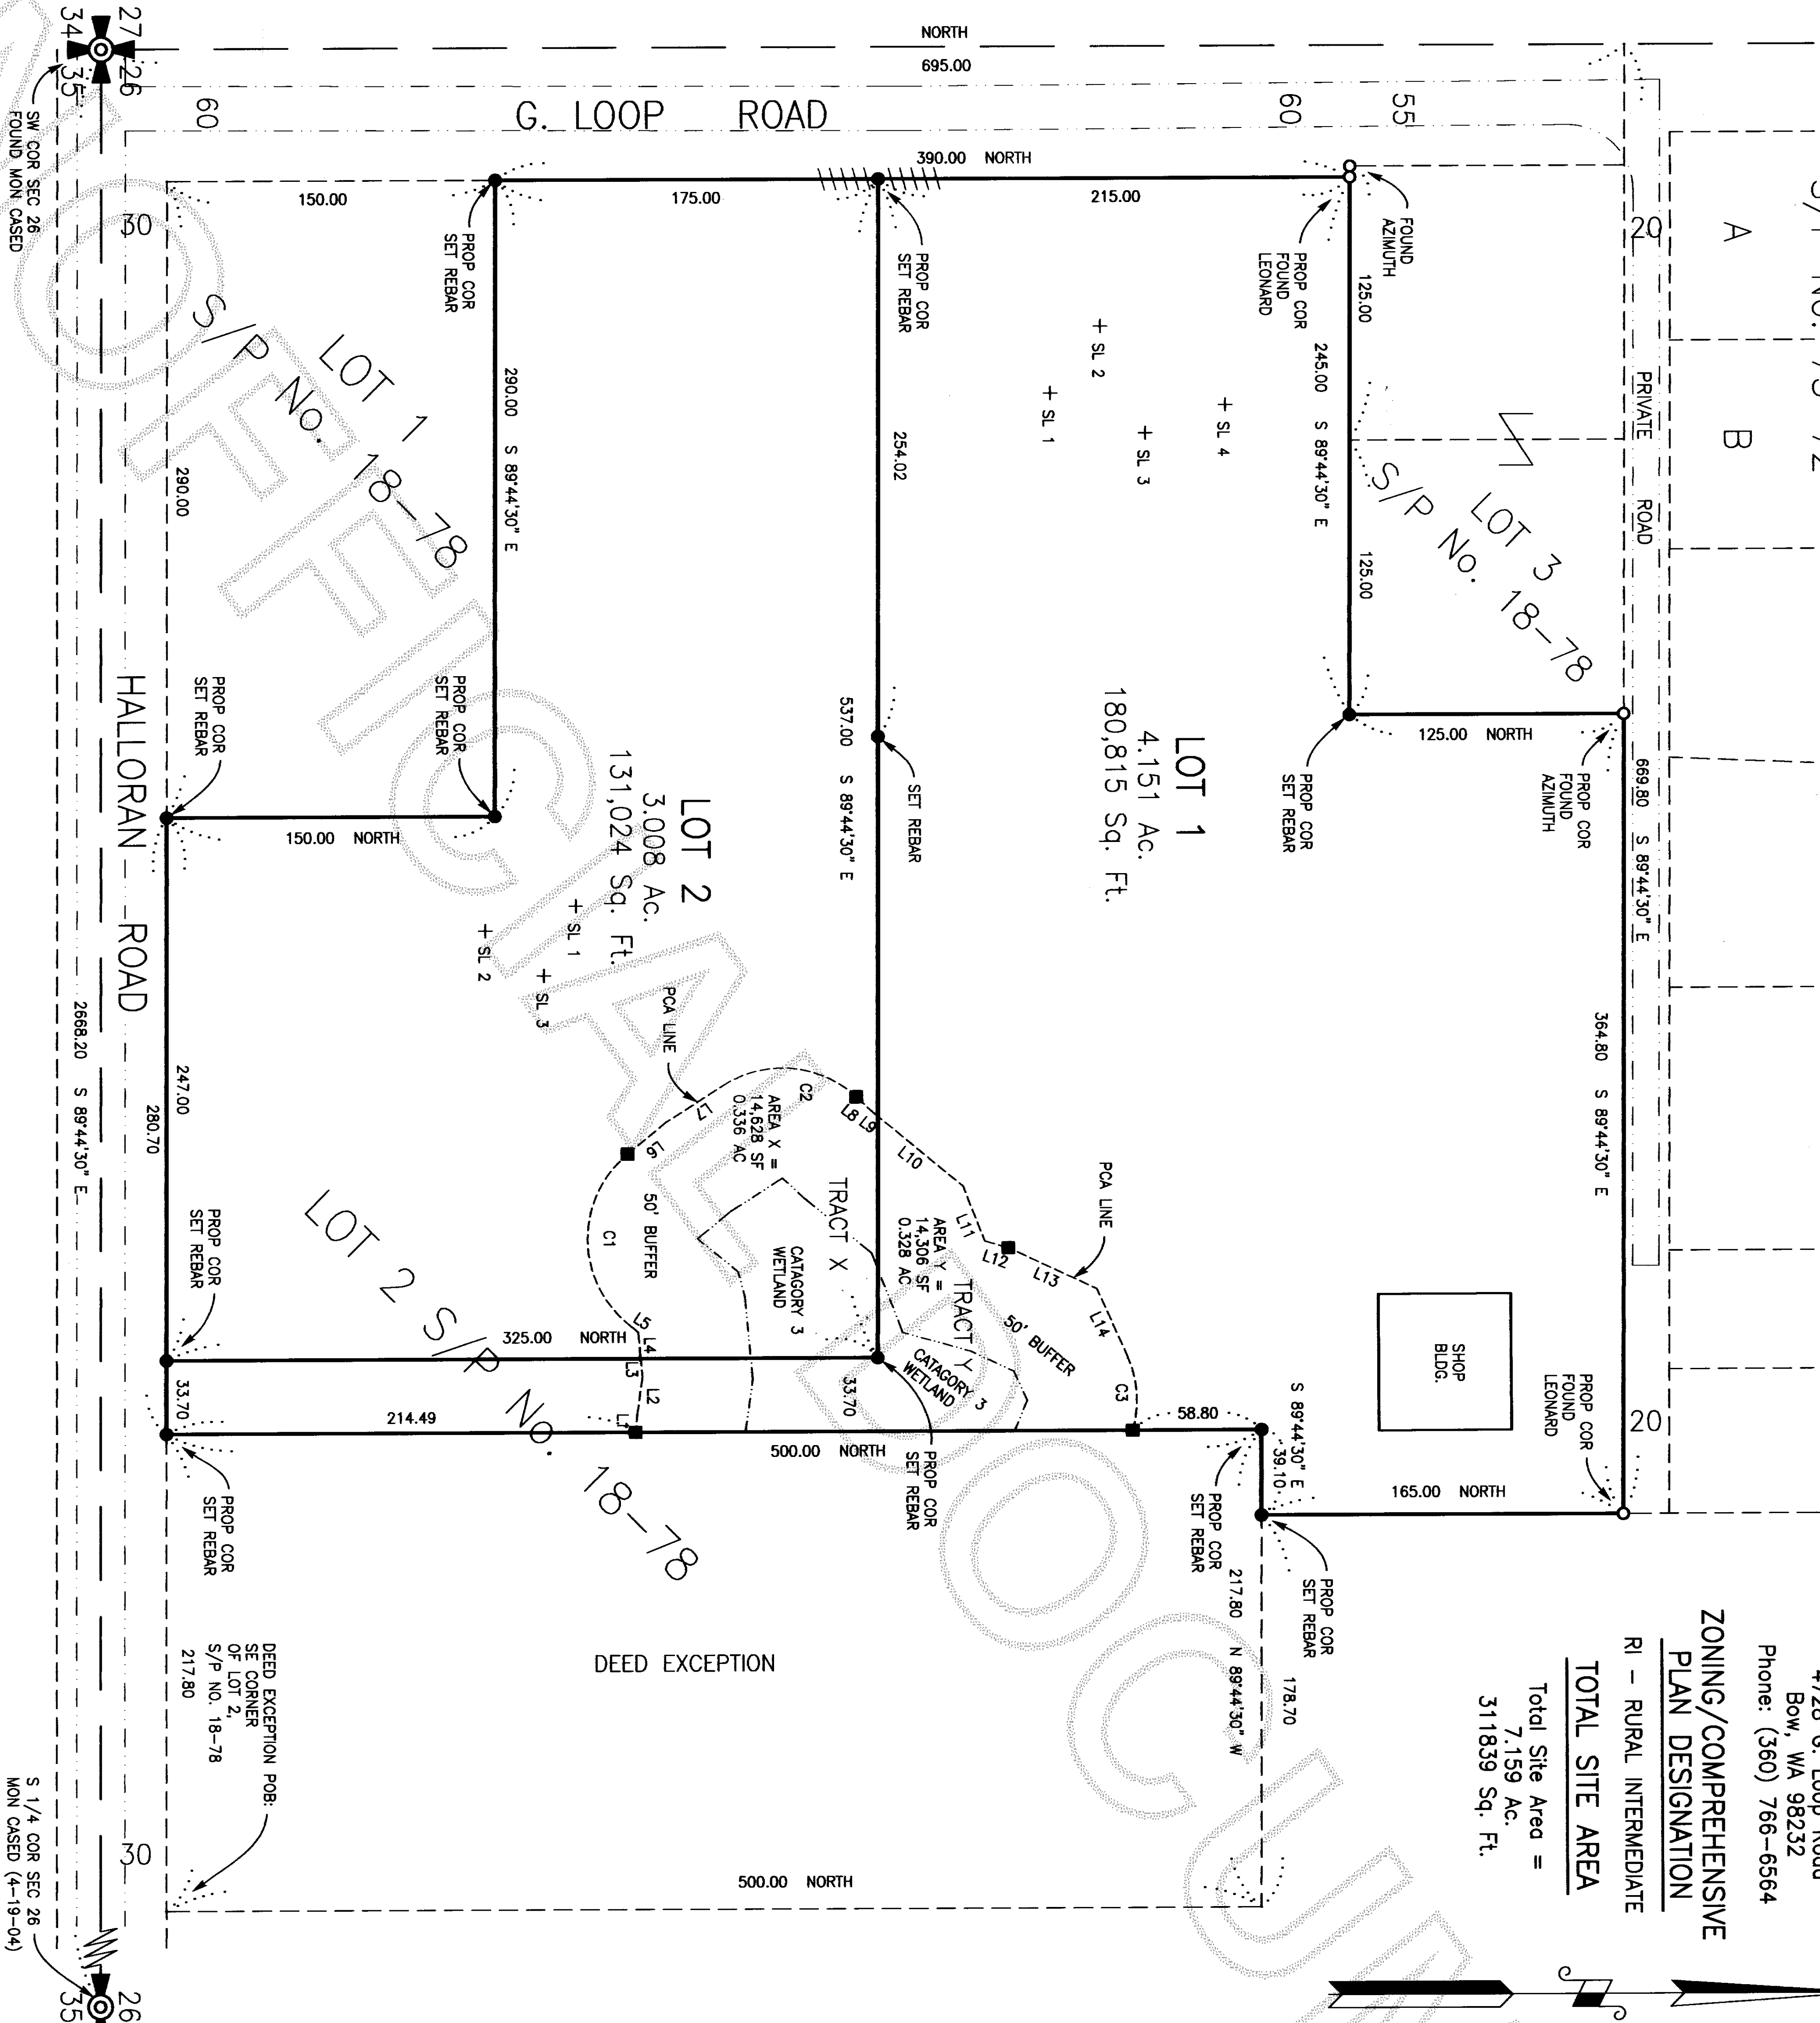 27
26
34
35
SW COR SEC 26
FOUND MON CASED
NORTH
695.00
G. LOOP ROAD
60
60
55
390.00 NORTH
150.00
175.00
215.00
PROP COR
SET REBAR
PROP COR
SET REBAR
PROP COR
FOUND
LEONARD
FOUND
AZIMUTH
20
A
B
PRIVATE ROAD
125.00
245.00 S 89°44'30" E
125.00
LOT 3
S/P No. 18-78
+ SL 2
+ SL 1
+ SL 3
+ SL 4
254.02
290.00 S 89°44'30" E
30
LOT 1
S/P No. 18-78
290.00
PROP COR
SET REBAR
PROP COR
SET REBAR
150.00 NORTH
537.00 S 89°44'30" E
SET REBAR
LOT 1
4.151 Ac.
180,815 Sq. Ft.
PROP COR
SET REBAR
125.00 NORTH
PROP COR
FOUND
AZIMUTH
669.80 S 89°44'30" E
364.80 S 89°44'30" E
LOT 2
3.008 Ac.
131,024 Sq. Ft.
+ SL 1
+ SL 2
+ SL 3
PCA LINE
HALLORAN ROAD
2668.20 S 89°44'30" E
247.00
280.70
C2
L8
L9
L10
L7
L6
AREA X =
14,628 SF
0.336 AC
TRACT X
50' BUFFER
C1
CATAGORY 3
WETLAND
L5
L4
L3
L2
L1
PCA LINE
L11
L12
L13
L14
AREA Y =
14,306 SF
0.328 AC
TRACT Y
50' BUFFER
CATAGORY 3
WETLAND
C3
SHOP
BLDG.
PROP COR
FOUND
LEONARD
20
PROP COR
SET REBAR
LOT 2 S/P NO. 18-78
325.00 NORTH
33.70
33.70
214.49
500.00 NORTH
58.80
S 89°44'30" E
39.10
165.00 NORTH
PROP COR
SET REBAR
PROP COR
SET REBAR
PROP COR
SET REBAR
PROP COR
SET REBAR
217.80 N 89°44'30" W
178.70
DEED EXCEPTION
DEED EXCEPTION POB:
SE CORNER
OF LOT 2,
S/P NO. 18-78
217.80
30
500.00 NORTH
S 1/4 COR SEC 26
MON CASED (4-19-04)
26
35
Bow, WA 98232
Phone: (360) 766-6564
ZONING/COMPREHENSIVE
PLAN DESIGNATION
RI - RURAL INTERMEDIATE
TOTAL SITE AREA
Total Site Area =
7.159 Ac.
311839 Sq. Ft.